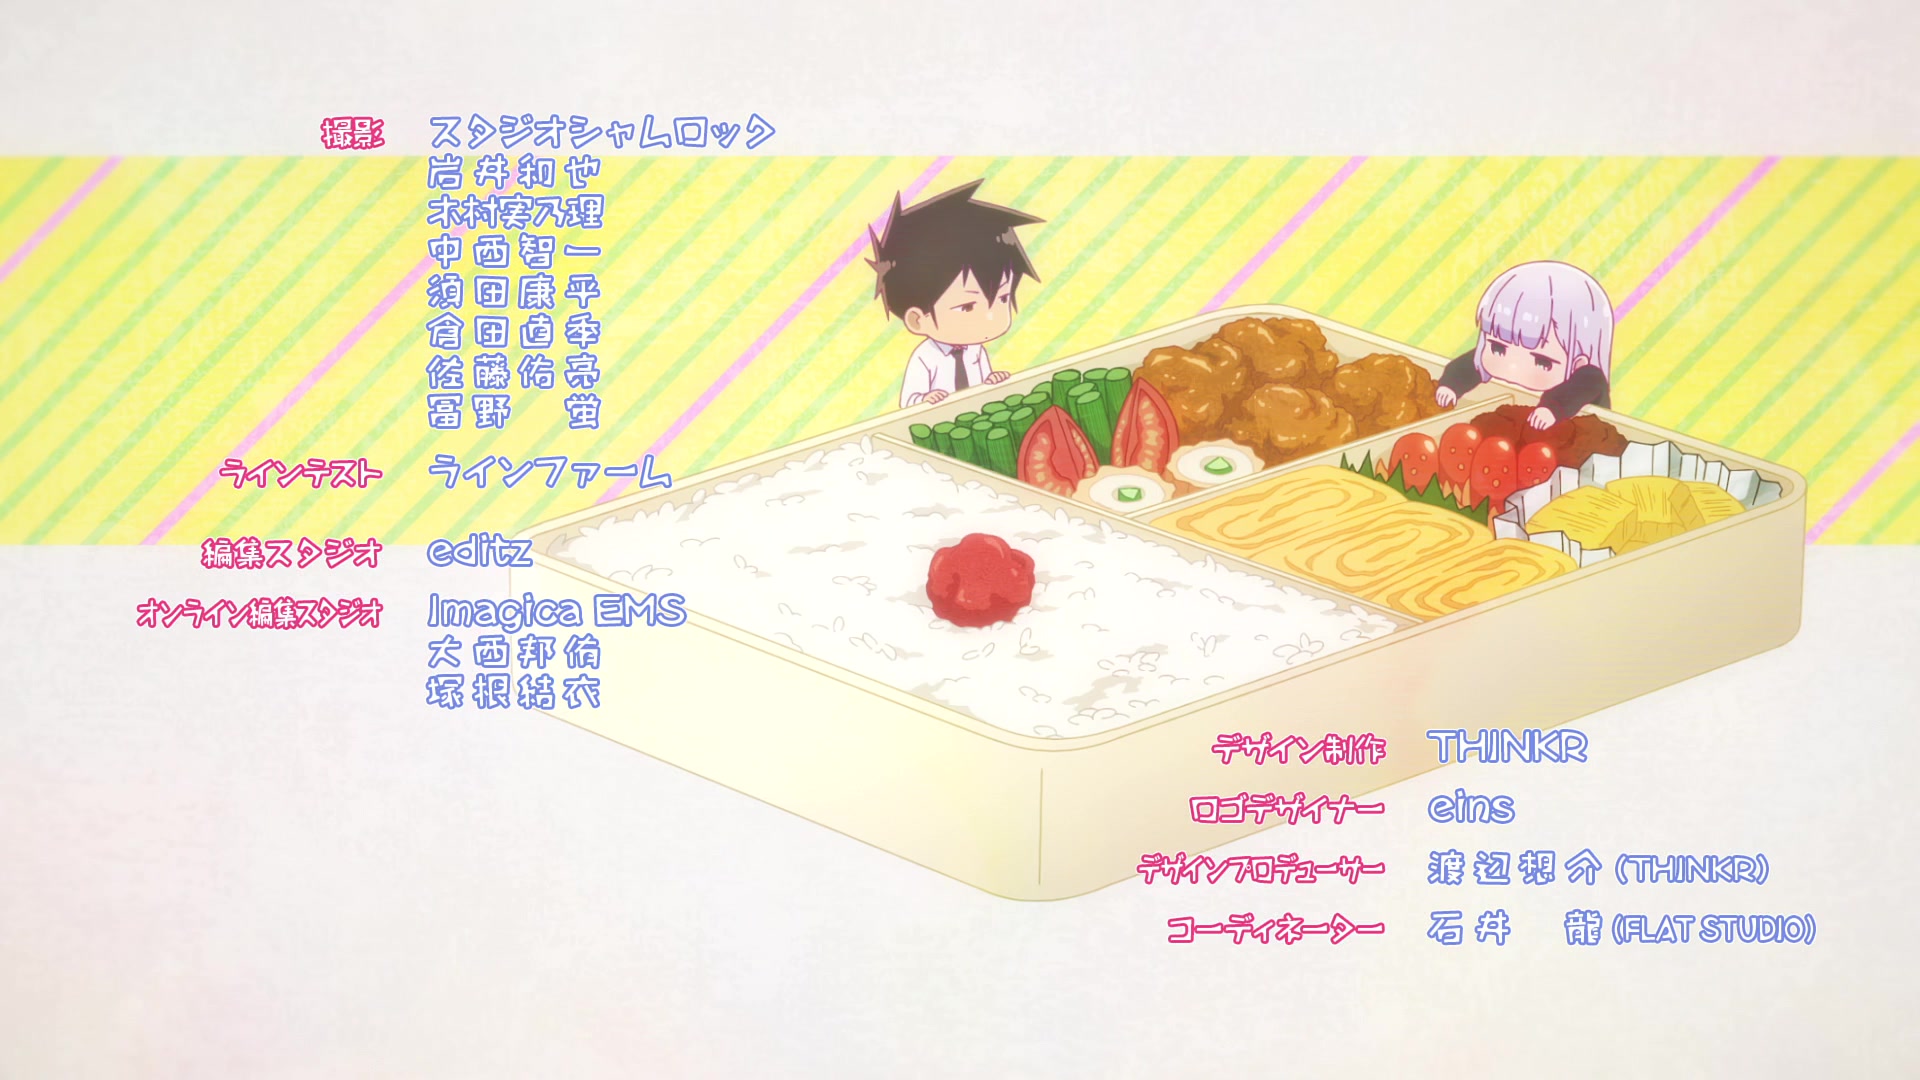 撮影 スタジオシャムロック
岩井和也
木村実乃理
中西智一
須田康平
倉田直季
佐藤佑亮
冨野 蛍
ラインテスト ラインファーム
編集スタジオ editz
オンライン編集スタジオ Imagica EMS
大西邦侑
塚根結衣
デザイン制作 THINKR
ロゴデザイナー eins
デザインプロデューサー 渡辺想介 (THINKR)
コーディネーター 石井 龍 (FLAT STUDIO)